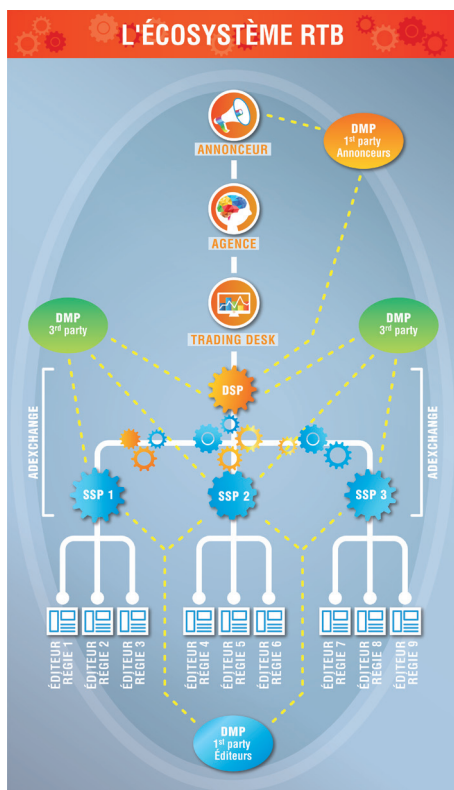 L'ÉCOSYSTÈME RTB
ANNONCEUR
DMP
1st party
Annonceurs
AGENCE
DMP
3rd party
TRADING DESK
DMP
3rd party
DSP
ADEXCHANGE
ADEXCHANGE
SSP 1
SSP 2
SSP 3
ÉDITEUR
RÉGIE 1
ÉDITEUR
RÉGIE 2
ÉDITEUR
RÉGIE 3
ÉDITEUR
RÉGIE 4
ÉDITEUR
RÉGIE 5
ÉDITEUR
RÉGIE 6
ÉDITEUR
RÉGIE 7
ÉDITEUR
RÉGIE 8
ÉDITEUR
RÉGIE 9
DMP
1st party
Éditeurs